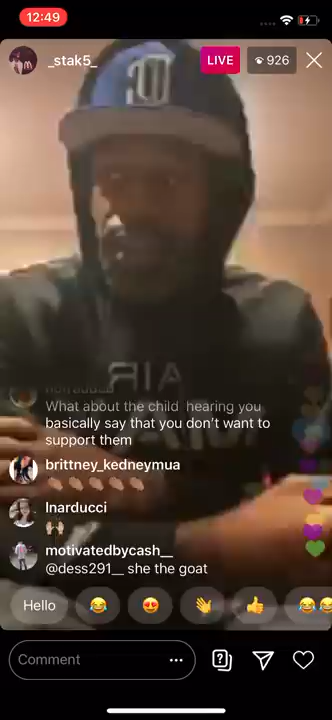 12:49
_stak5_
LIVE
926
What about the child hearing you
basically say that you don't want to
support them
brittney_kedneymua
lnarducci
motivatedbycash__
@dess291__ she the goat
Hello
Comment